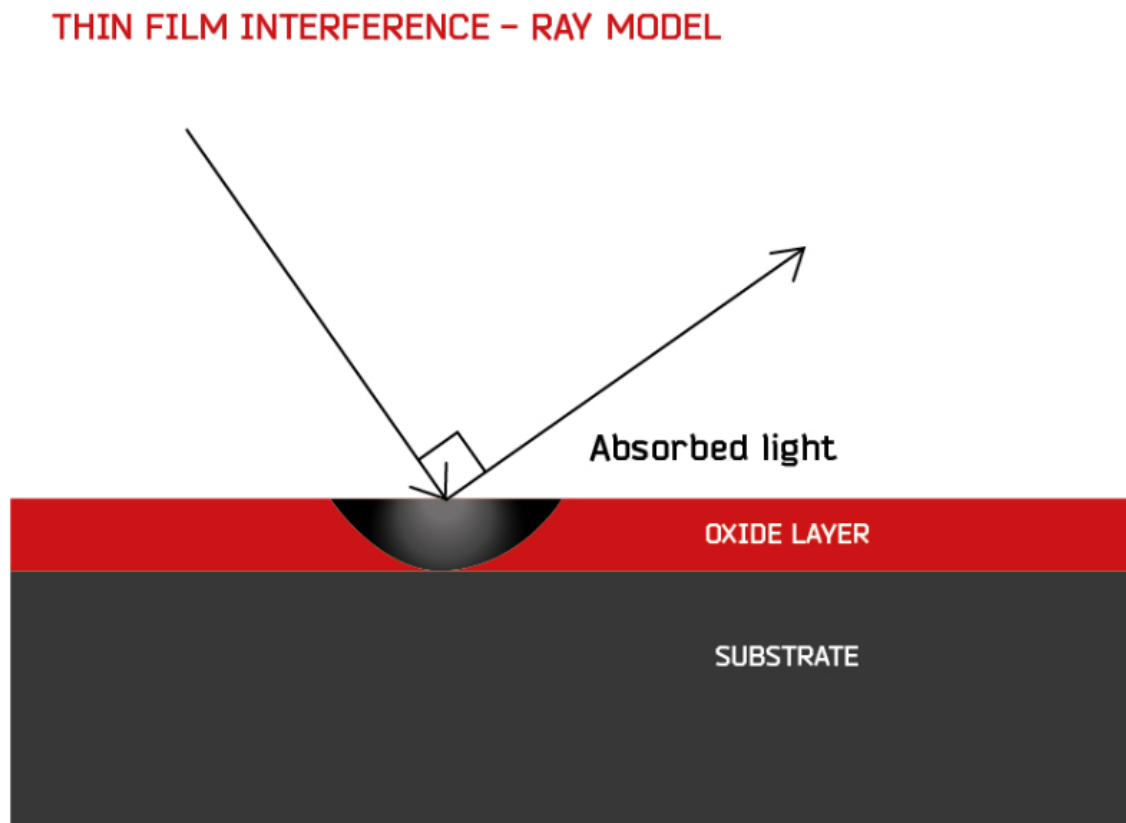 THIN FILM INTERFERENCE – RAY MODEL
Absorbed light
OXIDE LAYER
SUBSTRATE